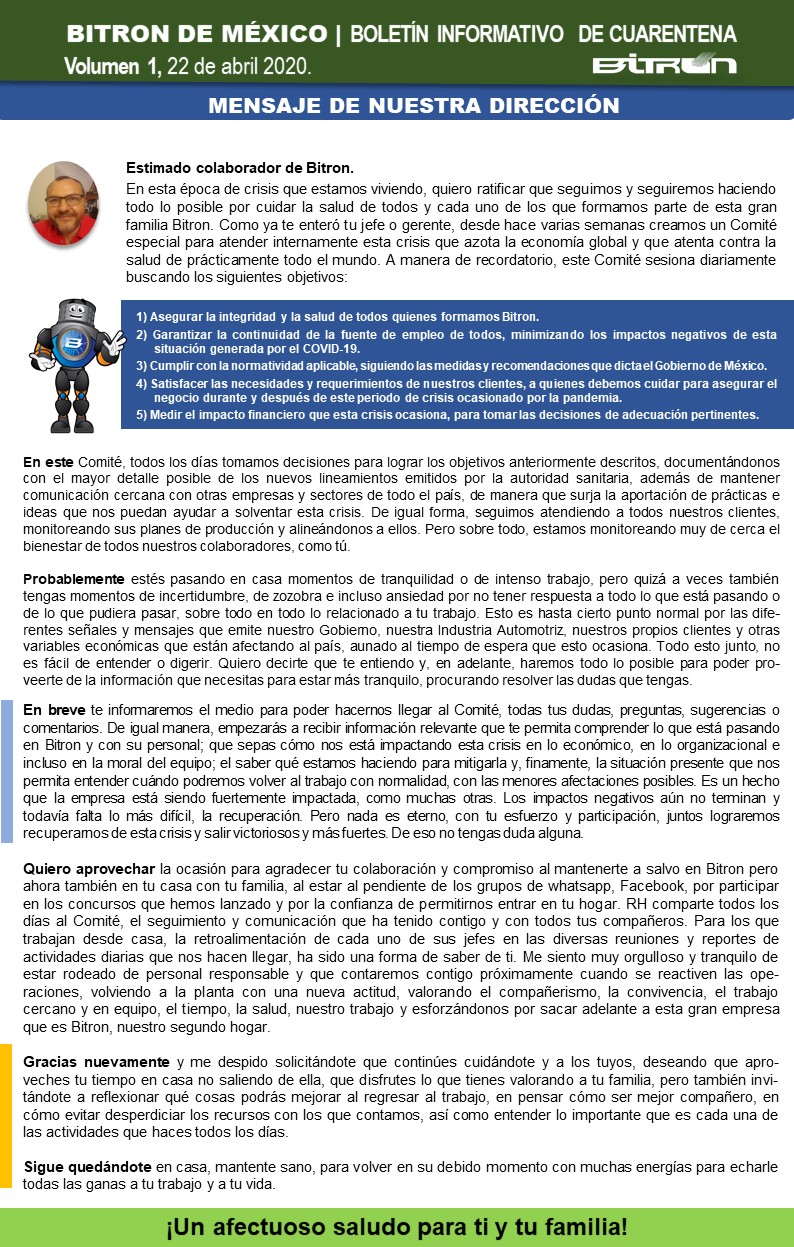 BITRON DE MÉXICO | BOLETÍN INFORMATIVO DE CUARENTENA
Volumen 1, 22 de abril 2020.
BITRON
MENSAJE DE NUESTRA DIRECCIÓN
Estimado colaborador de Bitron.
En esta época de crisis que estamos viviendo, quiero ratificar que seguimos y seguiremos haciendo
todo lo posible por cuidar la salud de todos y cada uno de los que formamos parte de esta gran
familia Bitron. Como ya te enteró tu jefe o gerente, desde hace varias semanas creamos un Comité
especial para atender internamente esta crisis que azota la economía global y que atenta contra la
salud de prácticamente todo el mundo. A manera de recordatorio, este Comité sesiona diariamente
buscando los siguientes objetivos:
1) Asegurar la integridad y la salud de todos quienes formamos Bitron.
2) Garantizar la continuidad de la fuente de empleo de todos, minimizando los impactos negativos de esta
situación generada por el COVID-19.
3) Cumplir con la normatividad aplicable, siguiendo las medidas y recomendaciones que dicta el Gobierno de México.
4) Satisfacer las necesidades y requerimientos de nuestros clientes, a quienes debemos cuidar para asegurar el
negocio durante y después de este periodo de crisis ocasionado por la pandemia.
5) Medir el impacto financiero que esta crisis ocasiona, para tomar las decisiones de adecuación pertinentes.
En este Comité, todos los días tomamos decisiones para lograr los objetivos anteriormente descritos, documentándonos
con el mayor detalle posible de los nuevos lineamientos emitidos por la autoridad sanitaria, además de mantener
comunicación cercana con otras empresas y sectores de todo el país, de manera que surja la aportación de prácticas e
ideas que nos puedan ayudar a solventar esta crisis. De igual forma, seguimos atendiendo a todos nuestros clientes,
monitoreando sus planes de producción y alineándonos a ellos. Pero sobre todo, estamos monitoreando muy de cerca el
bienestar de todos nuestros colaboradores, como tú.
Probablemente estés pasando en casa momentos de tranquilidad o de intenso trabajo, pero quizá a veces también
tengas momentos de incertidumbre, de zozobra e incluso ansiedad por no tener respuesta a todo lo que está pasando o
de lo que pudiera pasar, sobre todo en todo lo relacionado a tu trabajo. Esto es hasta cierto punto normal por las dife-
rentes señales y mensajes que emite nuestro Gobierno, nuestra Industria Automotriz, nuestros propios clientes y otras
variables económicas que están afectando al país, aunado al tiempo de espera que esto ocasiona. Todo esto junto, no
es fácil de entender o digerir. Quiero decirte que te entiendo y, en adelante, haremos todo lo posible para poder pro-
veerte de la información que necesitas para estar más tranquilo, procurando resolver las dudas que tengas.
En breve te informaremos el medio para poder hacernos llegar al Comité, todas tus dudas, preguntas, sugerencias o
comentarios. De igual manera, empezarás a recibir información relevante que te permita comprender lo que está pasando
en Bitron y con su personal; que sepas cómo nos está impactando esta crisis en lo económico, en lo organizacional e
incluso en la moral del equipo; el saber qué estamos haciendo para mitigarla y, finamente, la situación presente que nos
permita entender cuándo podremos volver al trabajo con normalidad, con las menores afectaciones posibles. Es un hecho
que la empresa está siendo fuertemente impactada, como muchas otras. Los impactos negativos aún no terminan y
todavía falta lo más difícil, la recuperación. Pero nada es eterno, con tu esfuerzo y participación, juntos lograremos
recuperarnos de esta crisis y salir victoriosos y más fuertes. De eso no tengas duda alguna.
Quiero aprovechar la ocasión para agradecer tu colaboración y compromiso al mantenerte a salvo en Bitron pero
ahora también en tu casa con tu familia, al estar al pendiente de los grupos de whatsapp, Facebook, por participar
en los concursos que hemos lanzado y por la confianza de permitirnos entrar en tu hogar. RH comparte todos los
días al Comité, el seguimiento y comunicación que ha tenido contigo y con todos tus compañeros. Para los que
trabajan desde casa, la retroalimentación de cada uno de sus jefes en las diversas reuniones y reportes de
actividades diarias que nos hacen llegar, ha sido una forma de saber de ti. Me siento muy orgulloso y tranquilo de
estar rodeado de personal responsable y que contaremos contigo próximamente cuando se reactiven las ope-
raciones, volviendo a la planta con una nueva actitud, valorando el compañerismo, la convivencia, el trabajo
cercano y en equipo, el tiempo, la salud, nuestro trabajo y esforzándonos por sacar adelante a esta gran empresa
que es Bitron, nuestro segundo hogar.
Gracias nuevamente y me despido solicitándote que continúes cuidándote y a los tuyos, deseando que apro-
veches tu tiempo en casa no saliendo de ella, que disfrutes lo que tienes valorando a tu familia, pero también invi-
tándote a reflexionar qué cosas podrás mejorar al regresar al trabajo, en pensar cómo ser mejor compañero, en
cómo evitar desperdiciar los recursos con los que contamos, así como entender lo importante que es cada una de
las actividades que haces todos los días.
Sigue quedándote en casa, mantente sano, para volver en su debido momento con muchas energías para echarle
todas las ganas a tu trabajo y a tu vida.
¡Un afectuoso saludo para ti y tu familia!